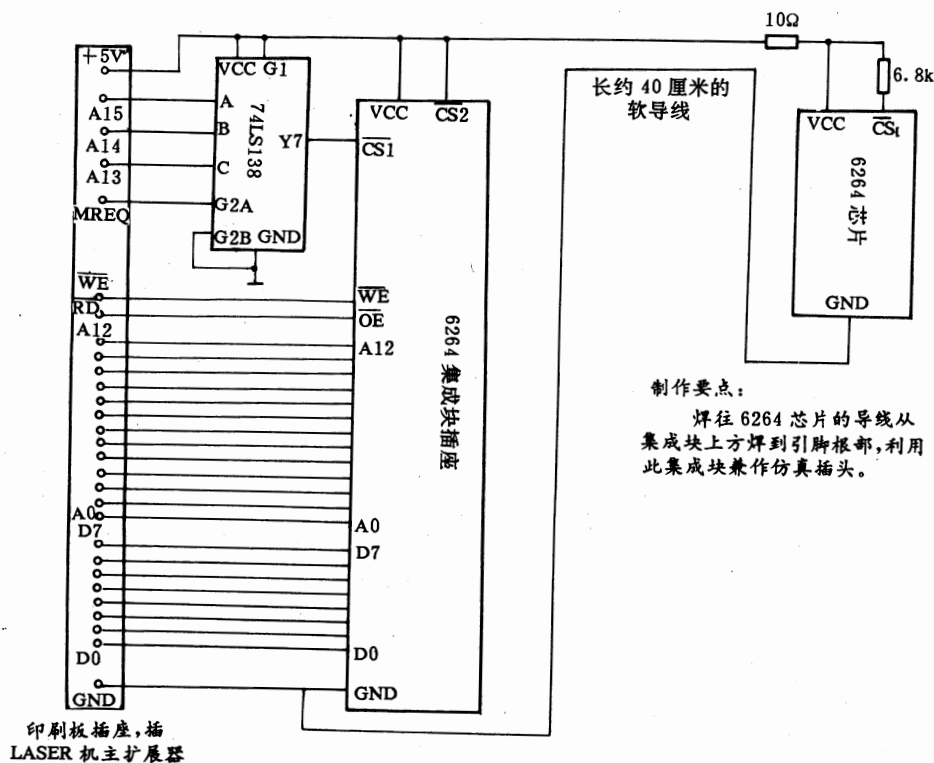 +5V
A15
A14
A13
MREQ
WE
RD
A12
A0
D7
D0
GND
印刷板插座,插
LASER 机主扩展器
VCC G1
A
B
C
G2A
G2B GND
Y7
74LS138
VCC CS2
CS1
WE
OE
A12
6264 集成块插座
A0
D7
D0
GND
长约 40 厘米的
软导线
10Ω
6.8k
VCC CS1
6264 芯片
GND
制作要点:
焊往 6264 芯片的导线从
集成块上方焊到引脚根部,利用
此集成块兼作仿真插头。